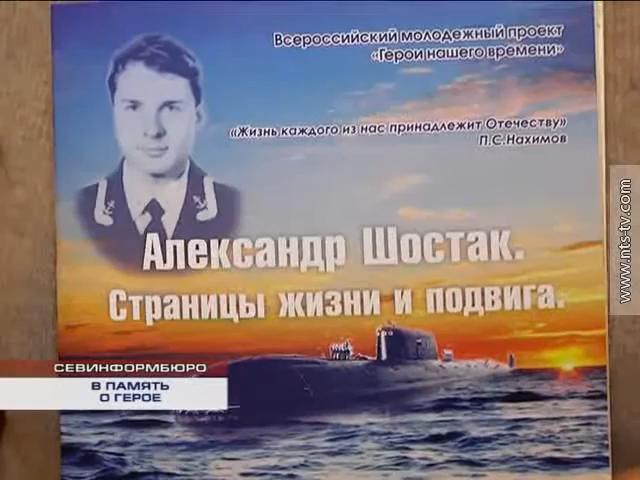 Всероссийский молодежный проект
«Герои нашего времени»
«Жизнь каждого из нас принадлежит Отечеству»
П.С.Нахимов
Александр Шостак.
Страницы жизни и подвига.
www.nts-tv.com
СЕВИНФОРМБЮРО
В ПАМЯТЬ
О ГЕРОЕ